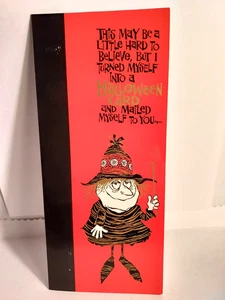 THIS MAY BE A
LITTLE HARD TO
BELIEVE, BUT I
TURNED MYSELF
INTO A
HALLOWEEN
CARD
AND MAILED
MYSELF TO YOU...